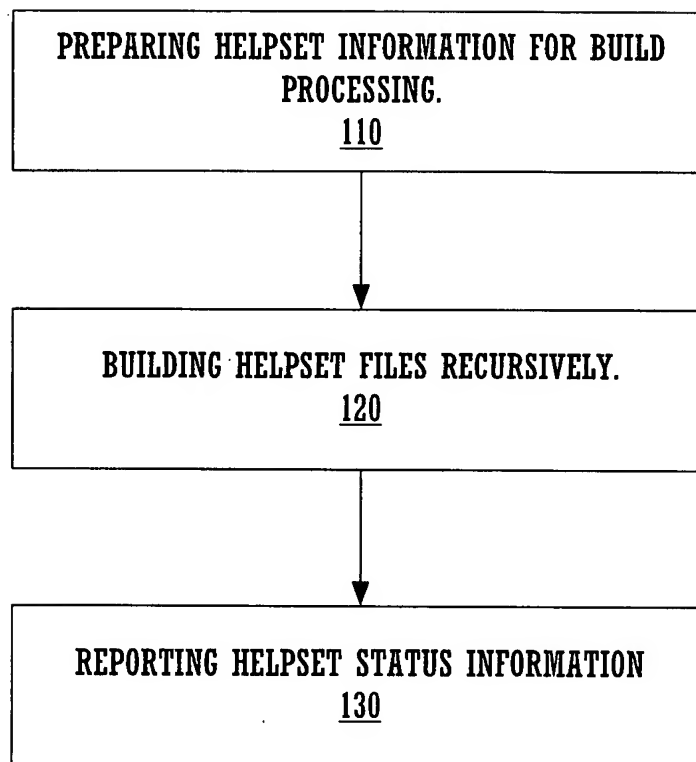 PREPARING HELPSET INFORMATION FOR BUILD
PROCESSING.
110
BUILDING HELPSET FILES RECURSIVELY.
120
REPORTING HELPSET STATUS INFORMATION
130